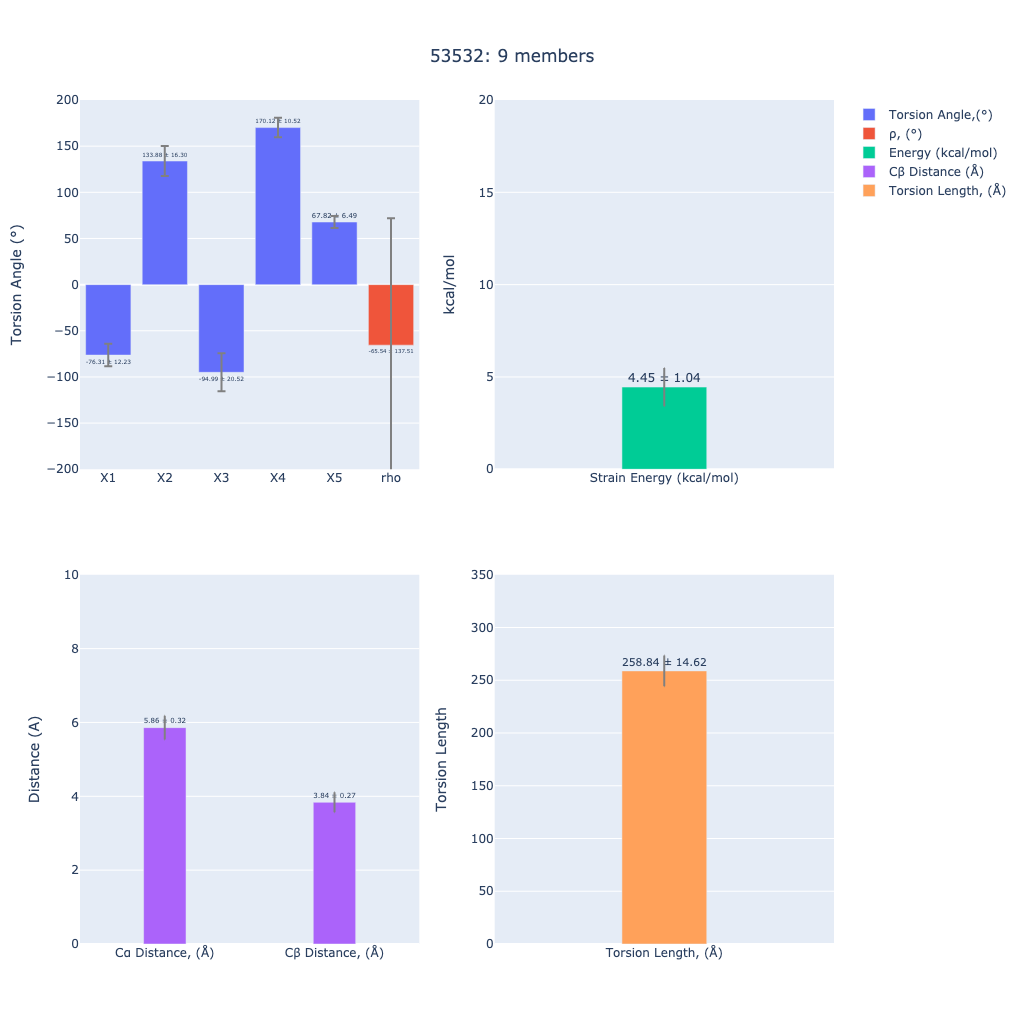 53532: 9 members
Torsion Angle (°)
200
150
100
50
0
−50
−100
−150
−200
-76.31 ± 12.23
133.88 ± 16.30
-94.99 ± 20.52
170.12 ± 10.52
67.82 ± 6.49
-65.54 ± 137.51
X1 X2 X3 X4 X5 rho
kcal/mol
20
15
10
5
0
4.45 ± 1.04
Strain Energy (kcal/mol)
Torsion Angle,(°)
ρ, (°)
Energy (kcal/mol)
Cβ Distance (Å)
Torsion Length, (Å)
Distance (A)
10
8
6
4
2
0
5.86 ± 0.32
3.84 ± 0.27
Cα Distance, (Å) Cβ Distance, (Å)
Torsion Length
350
300
250
200
150
100
50
0
258.84 ± 14.62
Torsion Length, (Å)